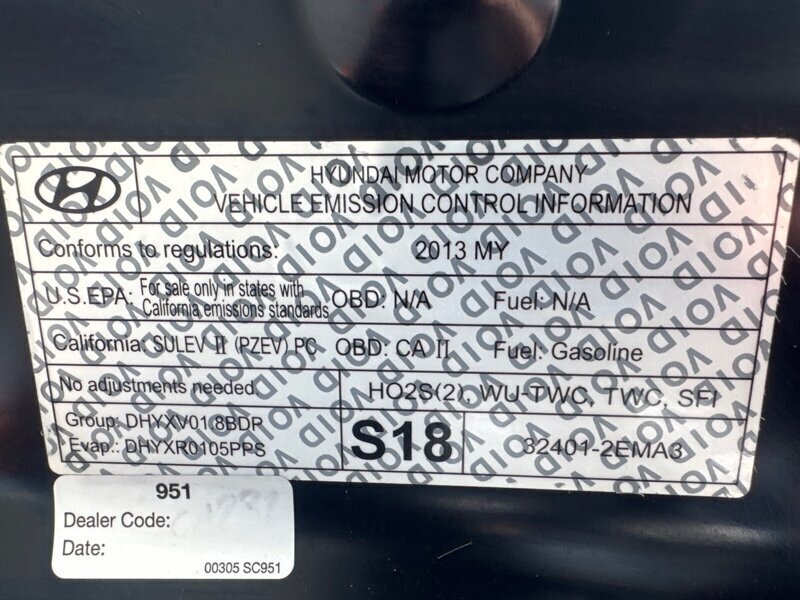 HYUNDAI MOTOR COMPANY
VEHICLE EMISSION CONTROL INFORMATION
Conforms to regulations: 2013 MY
U.S.EPA: For sale only in states with California emissions standards OBD: N/A Fuel: N/A
California: SULEV II (PZEV) PC OBD: CA II Fuel: Gasoline
No adjustments needed. HO2S(2), WU-TWC, TWC, SFI
Group: DHYXV01.8BDP
Evap.: DHYXR0105PPS
S18
32401-2EMA3
951
Dealer Code:
Date:
00305 SC951